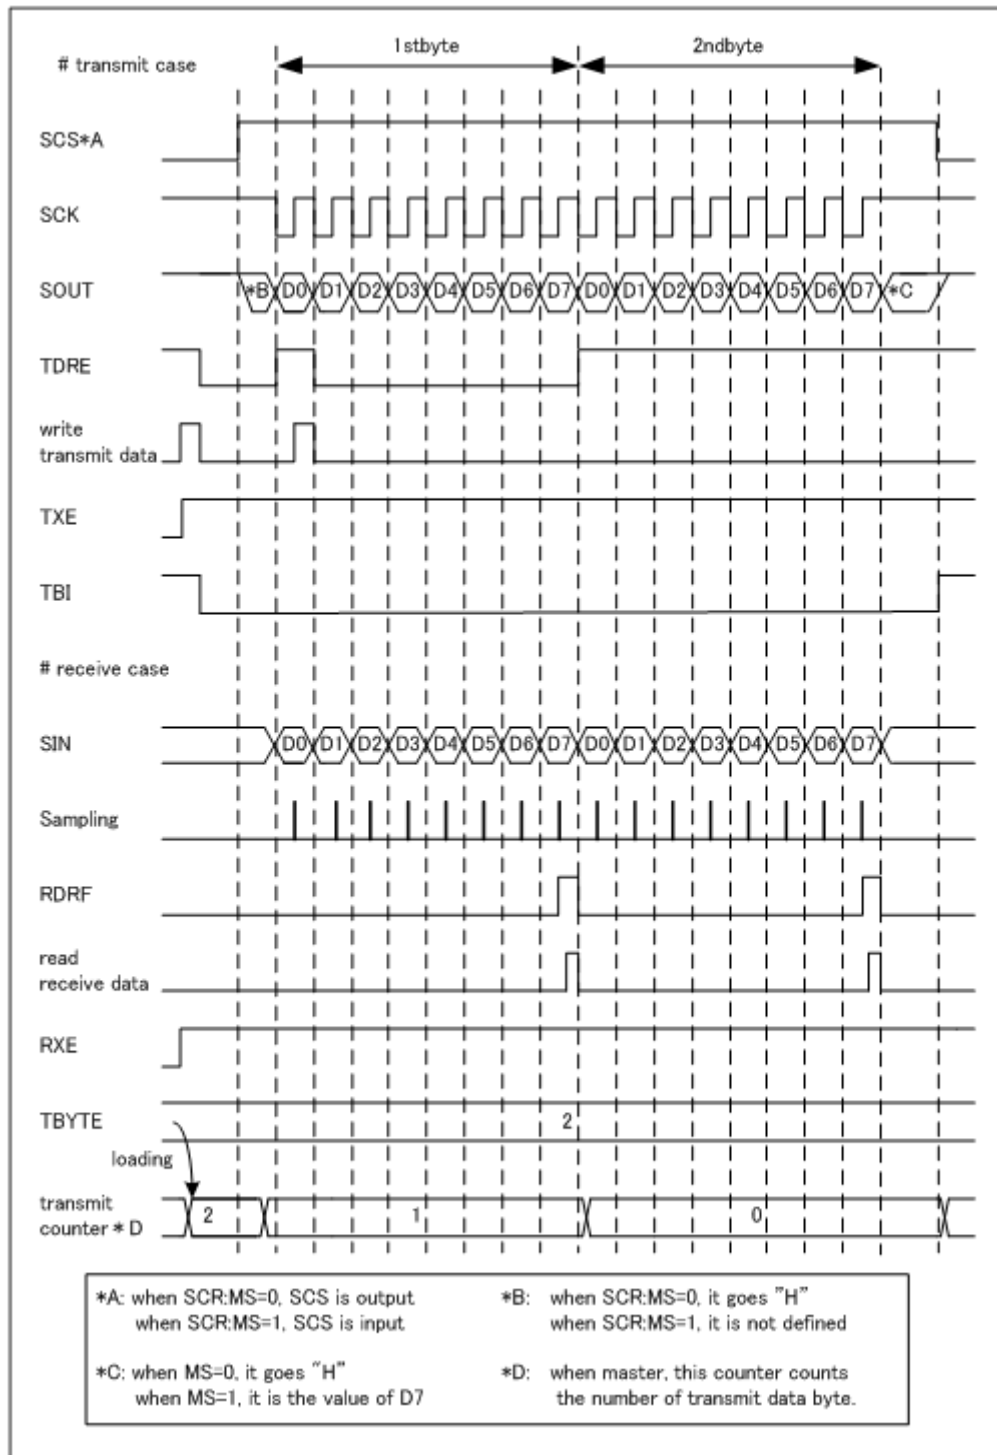 1stbyte 2ndbyte
# transmit case
SCS*A
SCK
SOUT *B D0 D1 D2 D3 D4 D5 D6 D7 D0 D1 D2 D3 D4 D5 D6 D7 *C
TDRE
write
transmit data
TXE
TBI
# receive case
SIN D0 D1 D2 D3 D4 D5 D6 D7 D0 D1 D2 D3 D4 D5 D6 D7
Sampling
RDRF
read
receive data
RXE
TBYTE 2
loading
transmit
counter * D 2 1 0
*A: when SCR:MS=0, SCS is output
when SCR:MS=1, SCS is input
*B: when SCR:MS=0, it goes "H"
when SCR:MS=1, it is not defined
*C: when MS=0, it goes "H"
when MS=1, it is the value of D7
*D: when master, this counter counts
the number of transmit data byte.